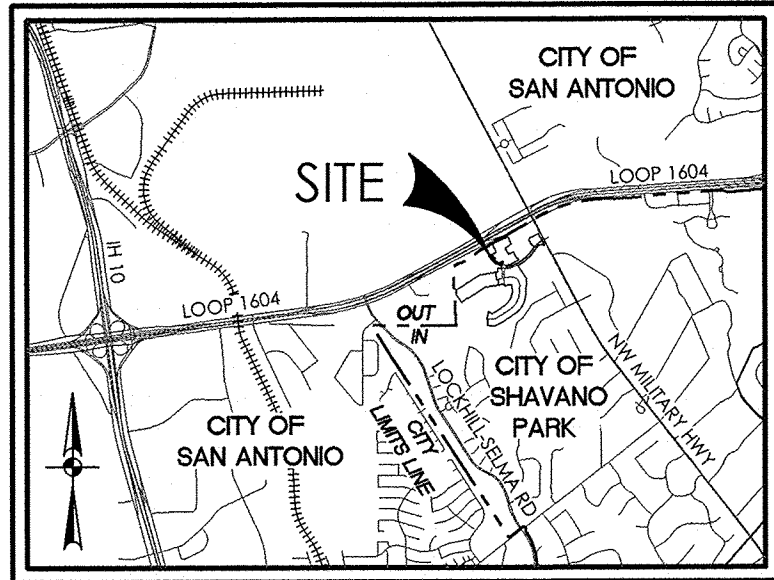 CITY OF
SAN ANTONIO
LOOP 1604
SITE
IH 10
LOOP 1604
OUT
IN
CITY OF
SHAVANO
PARK
NW MILITARY HWY
LOCKHILL-SELMA RD
CITY
LIMITS LINE
CITY OF
SAN ANTONIO